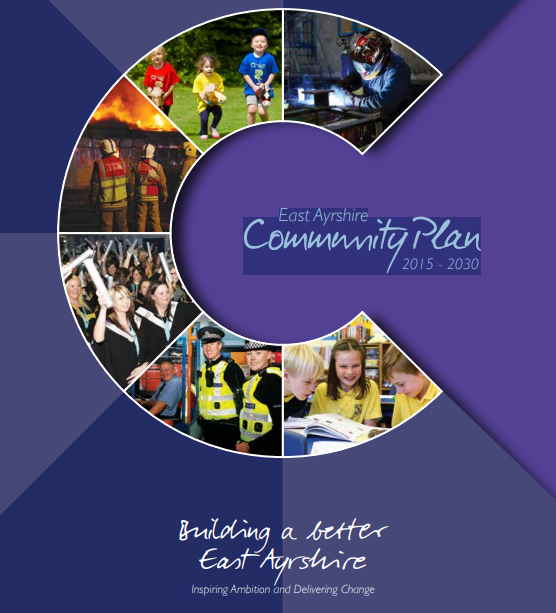 East Ayrshire
Community Plan
2015 - 2030
Building a better
East Ayrshire
Inspiring Ambition and Delivering Change